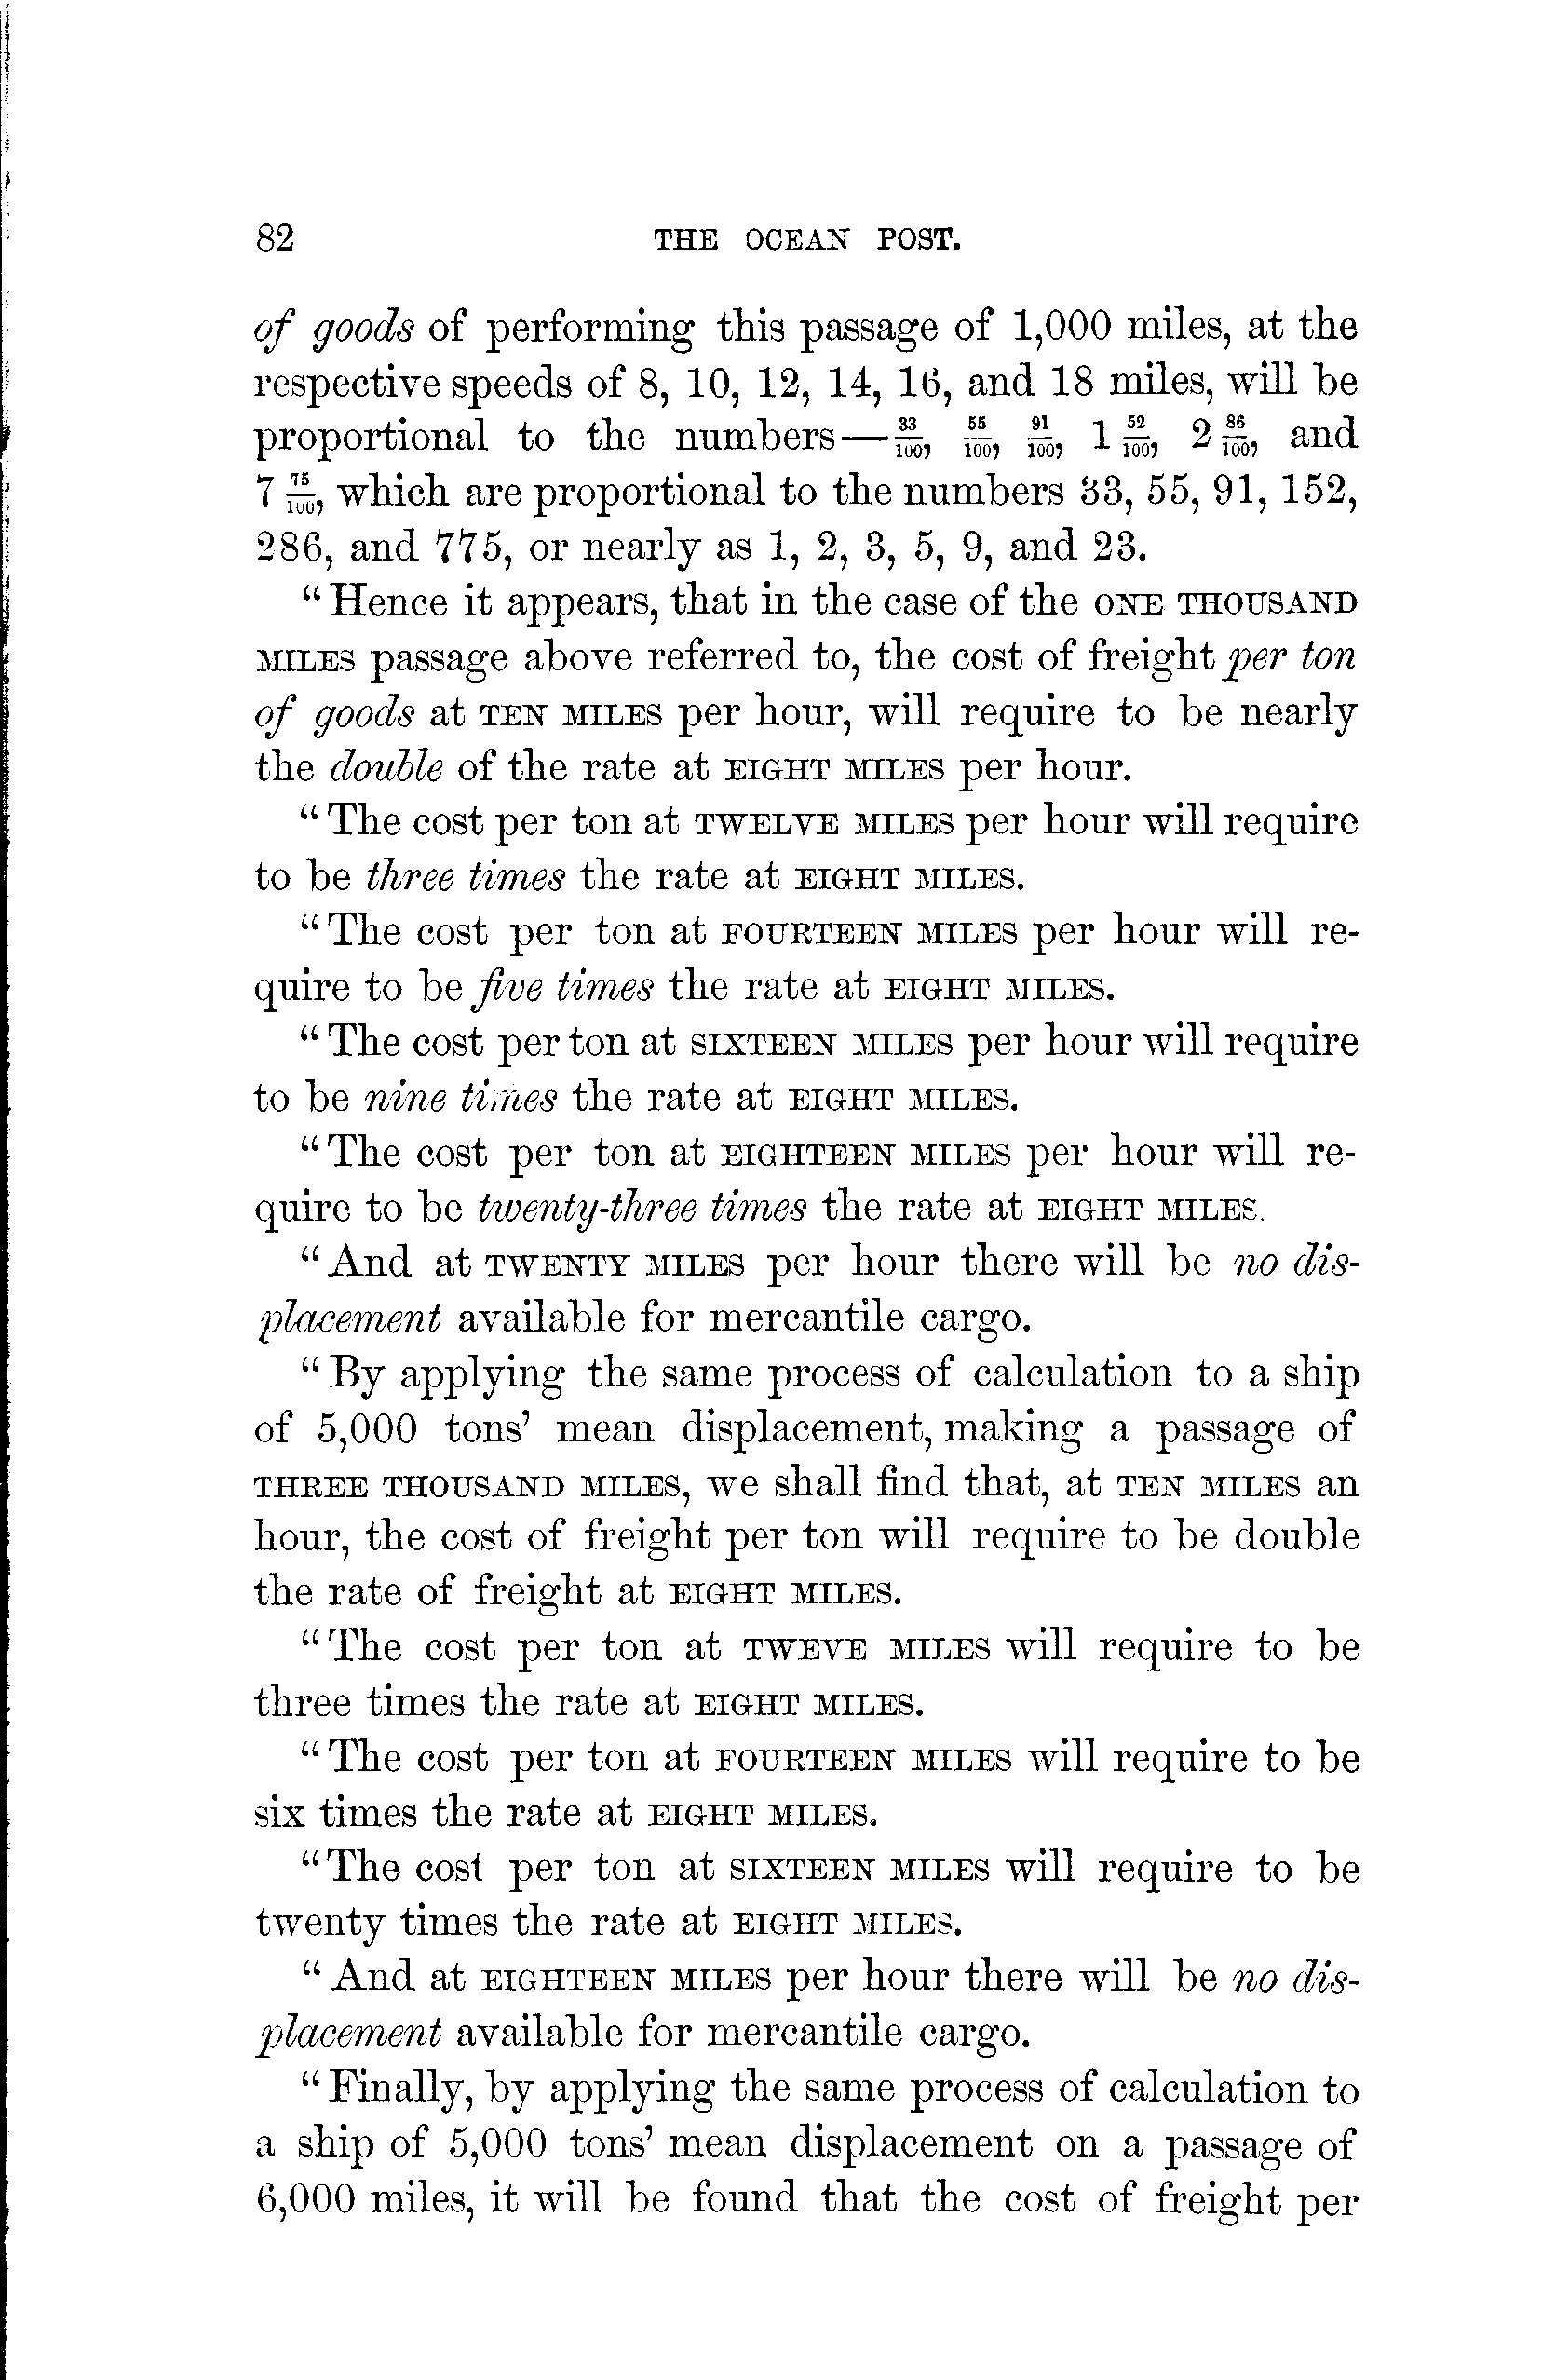 82 THE OCEAN POST.
of goods of performing this passage of 1,000 miles, at the
respective speeds of 8, 10, 12, 14, 16, and 18 miles, will be
proportional to the numbers—33/100, 55/100, 91/100, 1 52/100, 2 86/100, and
7 75/100, which are proportional to the numbers 33, 55, 91, 152,
286, and 775, or nearly as 1, 2, 3, 5, 9, and 23.
“Hence it appears, that in the case of the ONE THOUSAND
MILES passage above referred to, the cost of freight per ton
of goods at TEN MILES per hour, will require to be nearly
the double of the rate at EIGHT MILES per hour.
“The cost per ton at TWELVE MILES per hour will require
to be three times the rate at EIGHT MILES.
“The cost per ton at FOURTEEN MILES per hour will re-
quire to be five times the rate at EIGHT MILES.
“The cost per ton at SIXTEEN MILES per hour will require
to be nine times the rate at EIGHT MILES.
“The cost per ton at EIGHTEEN MILES per hour will re-
quire to be twenty-three times the rate at EIGHT MILES.
“And at TWENTY MILES per hour there will be no dis-
placement available for mercantile cargo.
“By applying the same process of calculation to a ship
of 5,000 tons’ mean displacement, making a passage of
THREE THOUSAND MILES, we shall find that, at TEN MILES an
hour, the cost of freight per ton will require to be double
the rate of freight at EIGHT MILES.
“The cost per ton at TWEVE MILES will require to be
three times the rate at EIGHT MILES.
“The cost per ton at FOURTEEN MILES will require to be
six times the rate at EIGHT MILES.
“The cost per ton at SIXTEEN MILES will require to be
twenty times the rate at EIGHT MILES.
“And at EIGHTEEN MILES per hour there will be no dis-
placement available for mercantile cargo.
“Finally, by applying the same process of calculation to
a ship of 5,000 tons’ mean displacement on a passage of
6,000 miles, it will be found that the cost of freight per